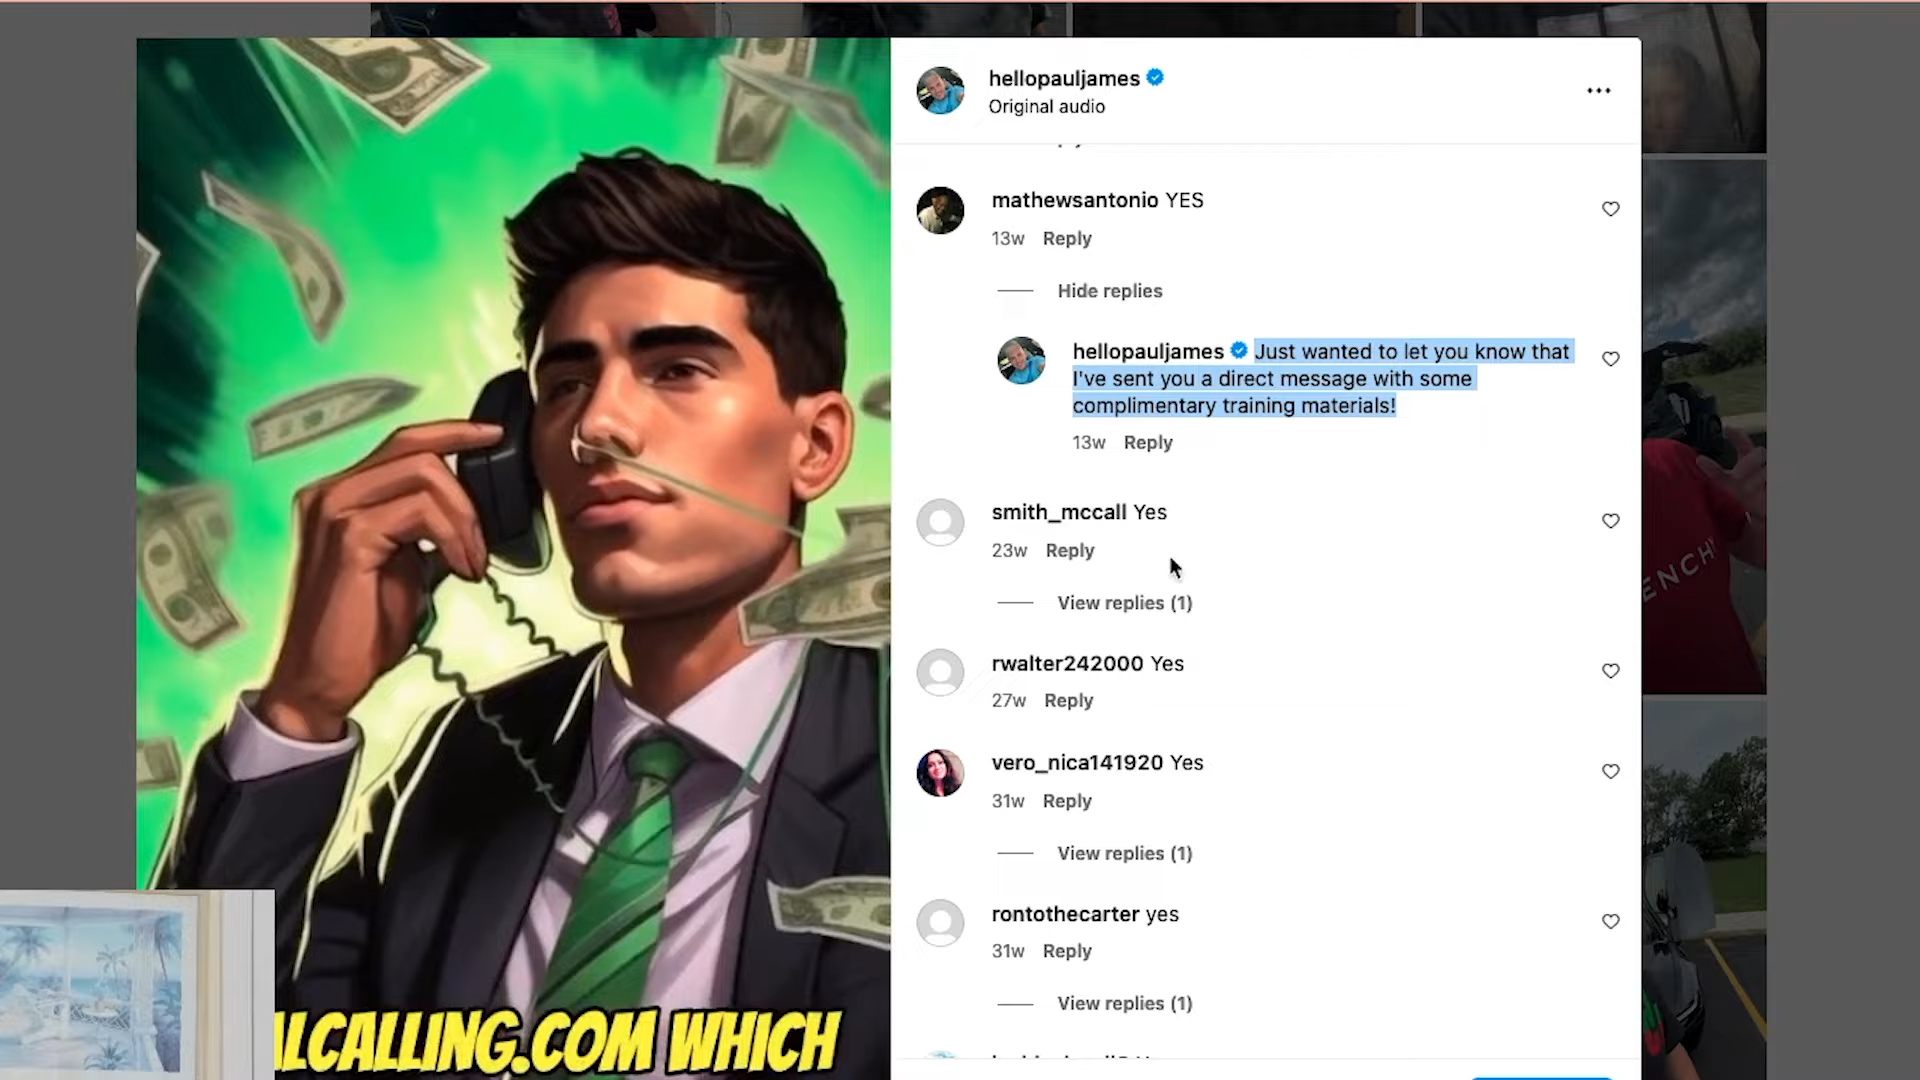 hellopauljames
Original audio
mathewsantonio YES
13w Reply
Hide replies
hellopauljames Just wanted to let you know that
I've sent you a direct message with some
complimentary training materials!
13w Reply
smith_mccall Yes
23w Reply
View replies (1)
rwalter242000 Yes
27w Reply
vero_nica141920 Yes
31w Reply
View replies (1)
rontothecarter yes
31w Reply
View replies (1)
LCALLING.COM WHICH